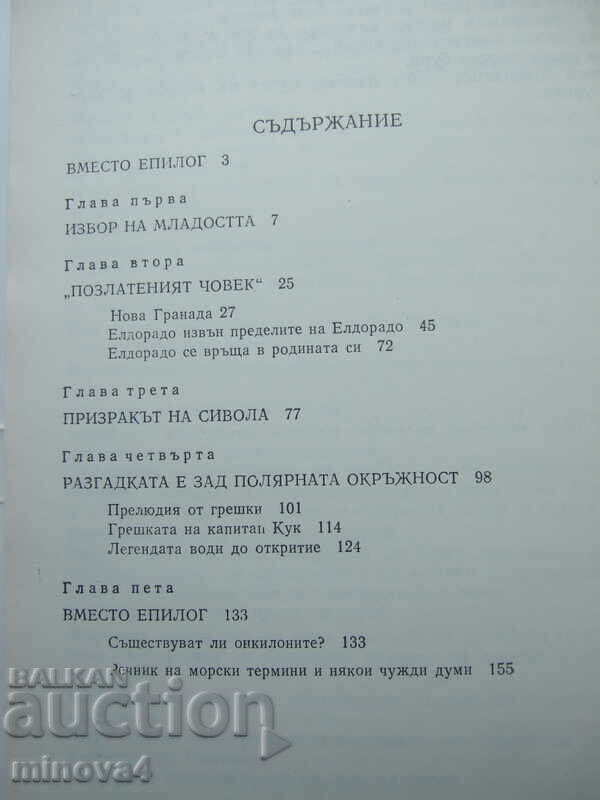 СЪДЪРЖАНИЕ
ВМЕСТО ЕПИЛОГ 3
Глава първа
ИЗБОР НА МЛАДОСТТА 7
Глава втора
„ПОЗЛАТЕНИЯТ ЧОВЕК“ 25
Нова Гранада 27
Елдорадо извън пределите на Елдорадо 45
Елдорадо се връща в родината си 72
Глава трета
ПРИЗРАКЪТ НА СИВОЛА 77
Глава четвърта
РАЗГАДКАТА Е ЗАД ПОЛЯРНАТА ОКРЪЖНОСТ 98
Прелюдия от грешки 101
Грешката на капитан Кук 114
Легендата води до откритие 124
Глава пета
ВМЕСТО ЕПИЛОГ 133
Съществуват ли онкилоните? 133
Речник на морски термини и някои чужди думи 155
BALKAN
auction
minova4